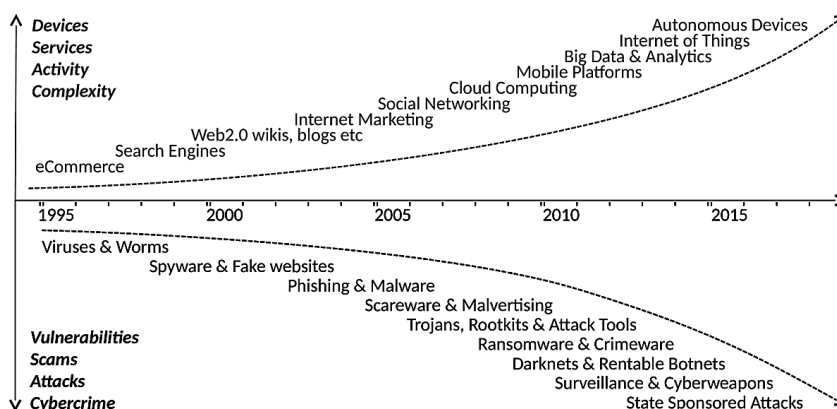 Devices
Services
Activity
Complexity
Autonomous Devices
Internet of Things
Big Data & Analytics
Mobile Platforms
Cloud Computing
Social Networking
Internet Marketing
Web2.0 wikis, blogs etc
Search Engines
eCommerce
1995 2000 2005 2010 2015
Viruses & Worms
Spyware & Fake websites
Phishing & Malware
Scareware & Malvertising
Trojans, Rootkits & Attack Tools
Ransomware & Crimeware
Darknets & Rentable Botnets
Surveillance & Cyberweapons
State Sponsored Attacks
Vulnerabilities
Scams
Attacks
Cybercrime